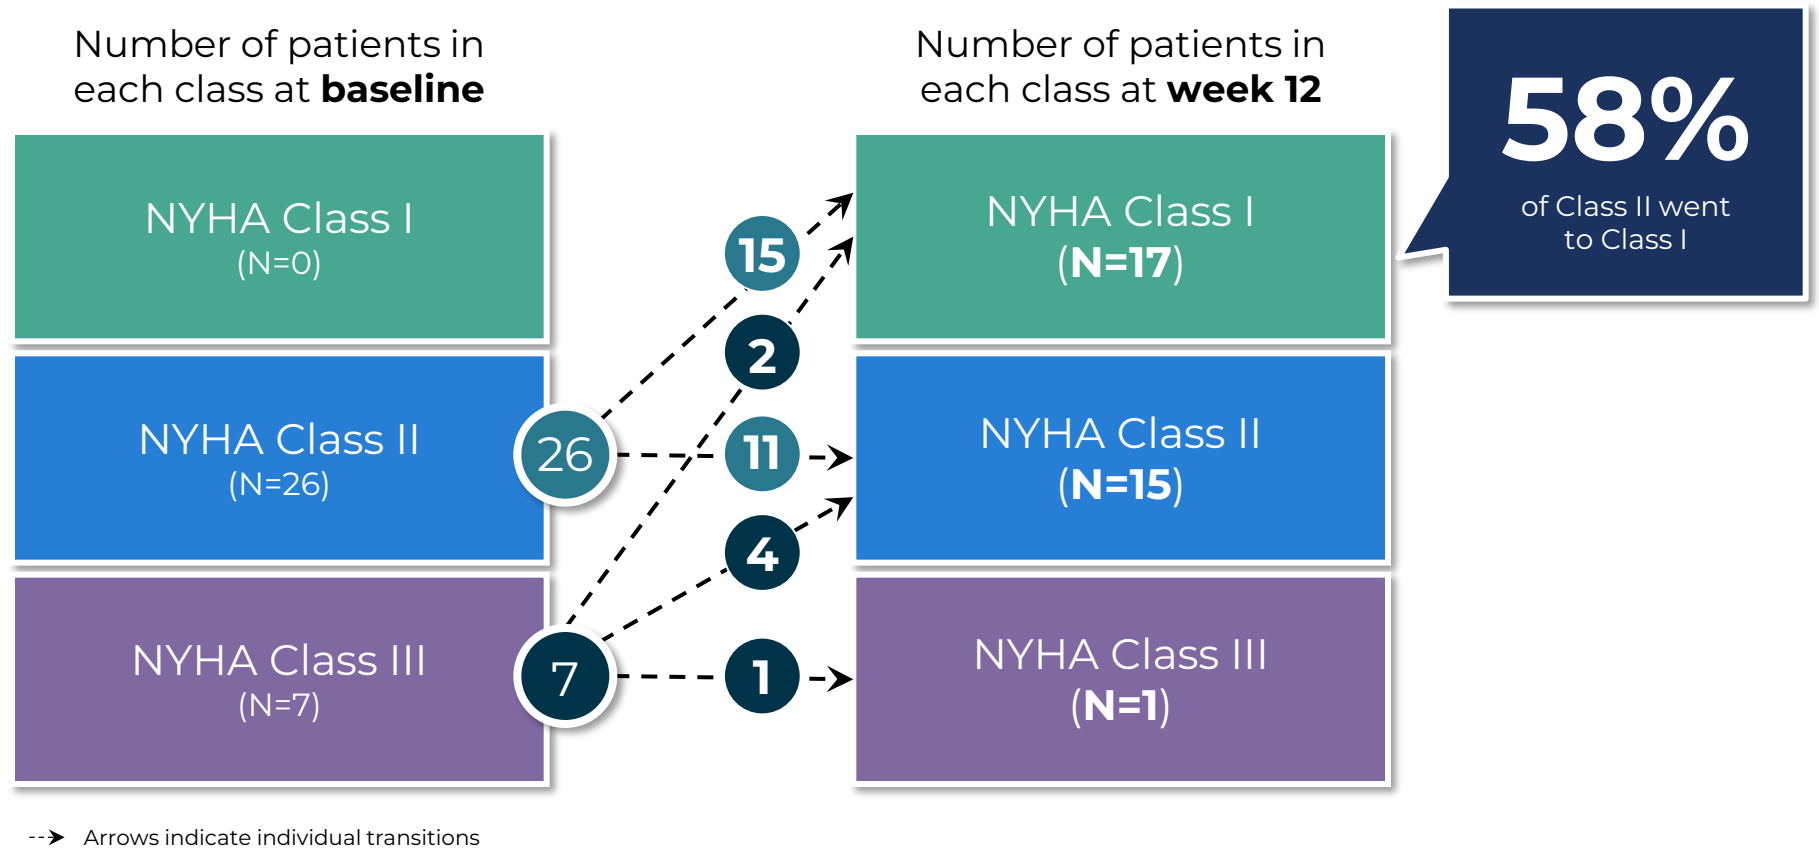 Number of patients in
each class at baseline
NYHA Class I
(N=0)
NYHA Class II
(N=26)
NYHA Class III
(N=7)
26
7
15
2
11
4
1
Number of patients in
each class at week 12
NYHA Class I
(N=17)
NYHA Class II
(N=15)
NYHA Class III
(N=1)
58%
of Class II went
to Class I
Arrows indicate individual transitions